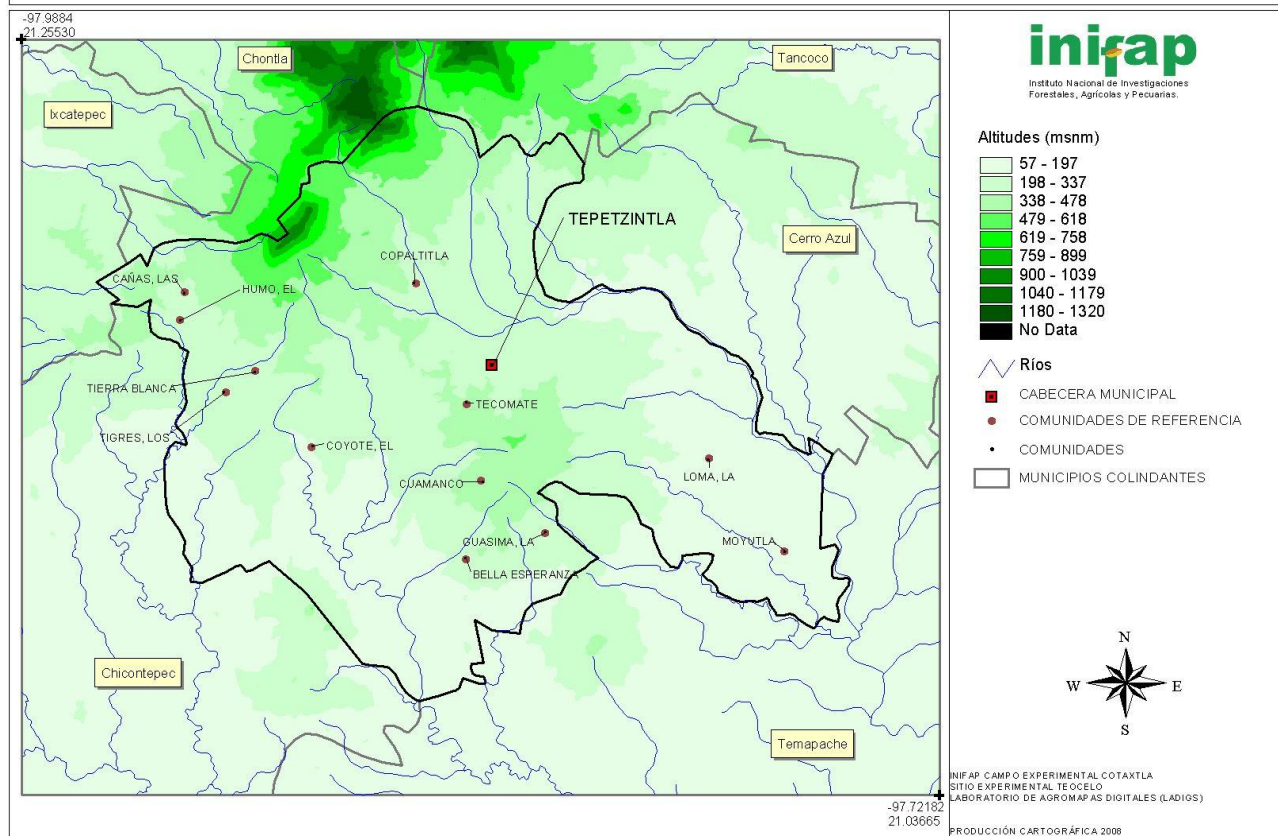 -97.9884
21.25530
Chontla
Tancoco
Ixcatepec
TEPETZINTLA
Cerro Azul
COPALTITLA
CAÑAS, LAS
HUMO, EL
TIERRA BLANCA
TECOMATE
TIGRES, LOS
COYOTE, EL
CUAMANCO
LOMA, LA
GUASIMA, LA
MOYUTLA
BELLA ESPERANZA
Chicontepec
Temapache
-97.72182
21.03665
inifap
Instituto Nacional de Investigaciones
Forestales, Agrícolas y Pecuarias.
Altitudes (msnm)
57 - 197
198 - 337
338 - 478
479 - 618
619 - 758
759 - 899
900 - 1039
1040 - 1179
1180 - 1320
No Data
Ríos
CABECERA MUNICIPAL
COMUNIDADES DE REFERENCIA
COMUNIDADES
MUNICIPIOS COLINDANTES
N
W E
S
INIFAP CAMPO EXPERIMENTAL COTAXTLA
SITIO EXPERIMENTAL TEOCELO
LABORATORIO DE AGROMAPAS DIGITALES (LADIGS)
PRODUCCIÓN CARTOGRÁFICA 2008